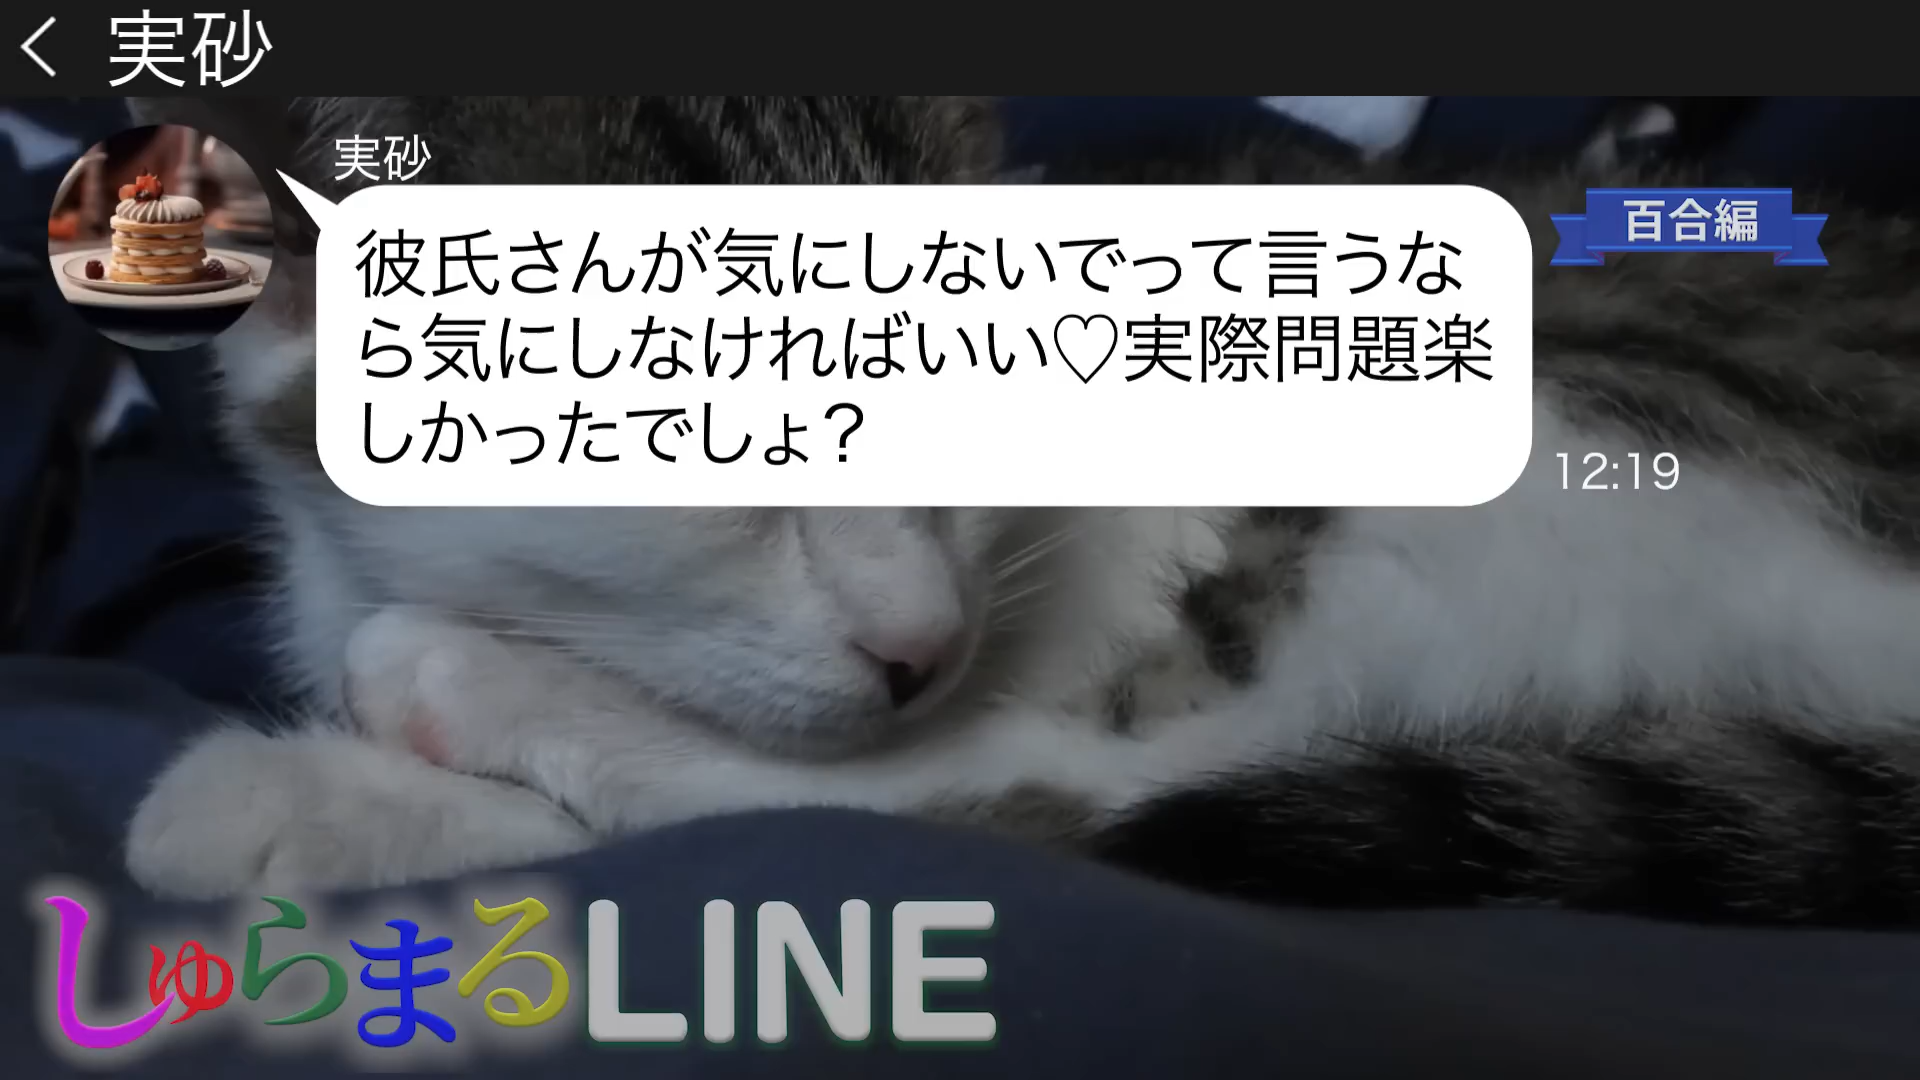 実砂
実砂
百合編
彼氏さんが気にしないでって言うな
ら気にしなければいい♡実際問題楽
しかったでしょ？
12:19
しゅらまるLINE